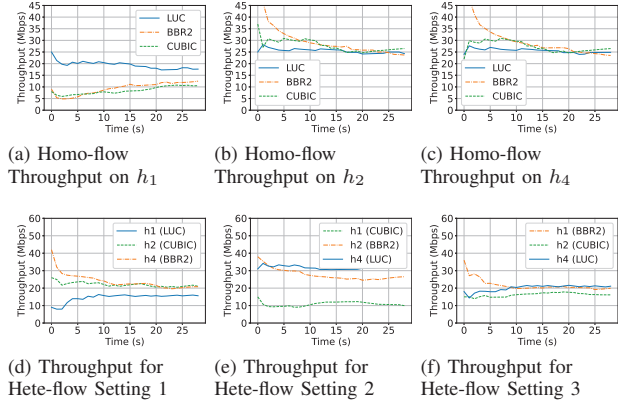 Throughput (Mbps)
45
40
35
30
25
20
15
10
5
0
0 5 10 15 20 25
Time (s)
LUC
BBR2
CUBIC
(a) Homo-flow
Throughput on h1
Throughput (Mbps)
45
40
35
30
25
20
15
10
5
0
0 5 10 15 20 25
Time (s)
LUC
BBR2
CUBIC
(b) Homo-flow
Throughput on h2
Throughput (Mbps)
45
40
35
30
25
20
15
10
5
0
0 5 10 15 20 25
Time (s)
LUC
BBR2
CUBIC
(c) Homo-flow
Throughput on h4
Throughput (Mbps)
60
50
40
30
20
10
0
0 5 10 15 20 25
Time (s)
h1 (LUC)
h2 (CUBIC)
h4 (BBR2)
(d) Throughput for
Hete-flow Setting 1
Throughput (Mbps)
60
50
40
30
20
10
0
0 5 10 15 20 25
Time (s)
h1 (CUBIC)
h2 (BBR2)
h4 (LUC)
(e) Throughput for
Hete-flow Setting 2
Throughput (Mbps)
60
50
40
30
20
10
0
0 5 10 15 20 25
Time (s)
h1 (BBR2)
h2 (CUBIC)
h4 (LUC)
(f) Throughput for
Hete-flow Setting 3